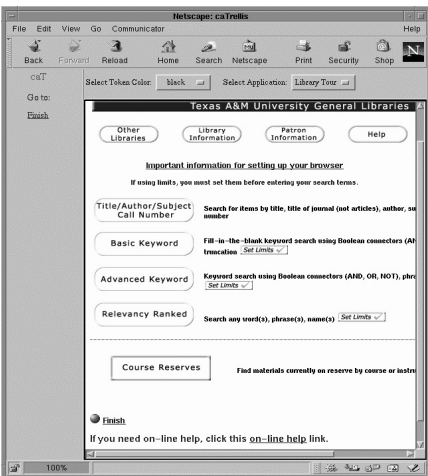 Netscape: caTrellis
File Edit View Go Communicator Help
Back Forward Reload Home Search Netscape Print Security Shop
N
caT
Select Token Color: black Select Application: Library Tour
Go to:
Finish
Texas A&M University General Libraries
Other Libraries
Library Information
Patron Information
Help
Important information for setting up your browser
If using limits, you must set them before entering your search terms.
Title/Author/Subject
Call Number
Search for items by title, title of journal (not articles), author, su
number
Basic Keyword
Fill-in-the-blank keyword search using Boolean connectors (AN
truncation Set Limits
Advanced Keyword
Keyword search using Boolean connectors (AND, OR, NOT), phra
Set Limits
Relevancy Ranked
Search any word(s), phrase(s), name(s) Set Limits
Course Reserves
Find materials currently on reserve by course or instru
Finish
If you need on-line help, click this on-line help link.
100%